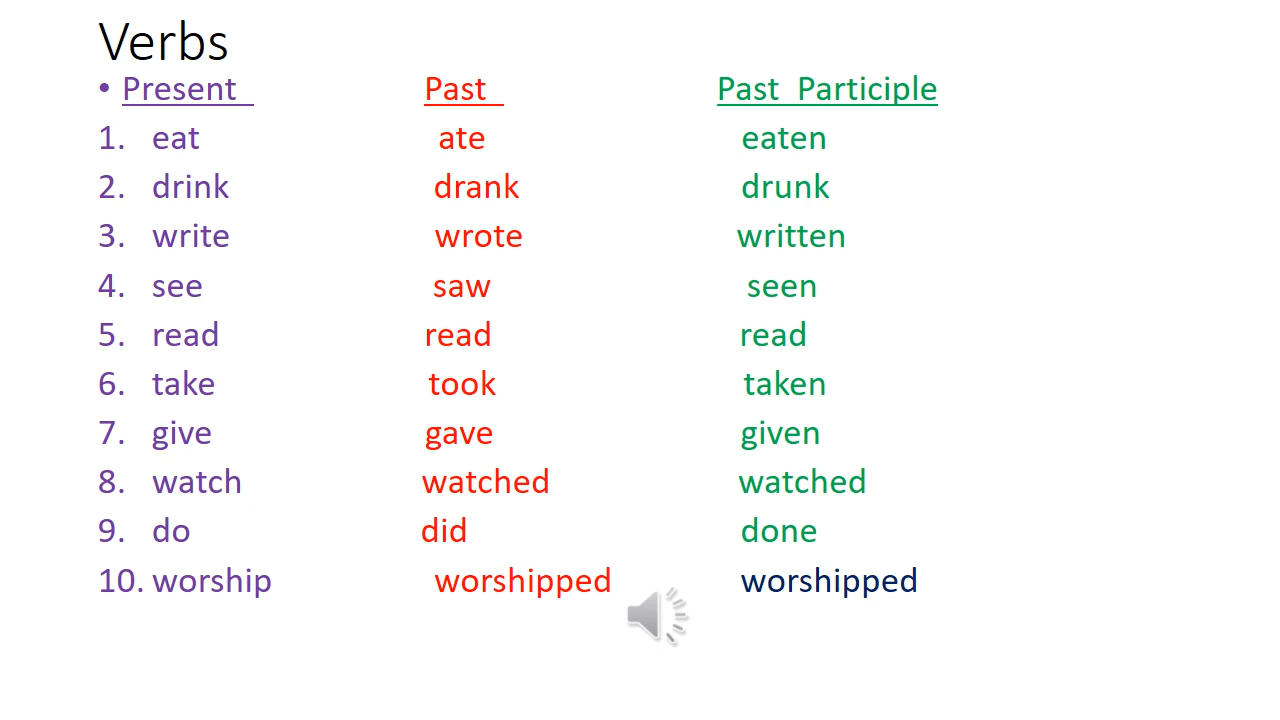 Verbs
• Present Past Past Participle
1. eat ate eaten
2. drink drank drunk
3. write wrote written
4. see saw seen
5. read read read
6. take took taken
7. give gave given
8. watch watched watched
9. do did done
10. worship worshipped worshipped